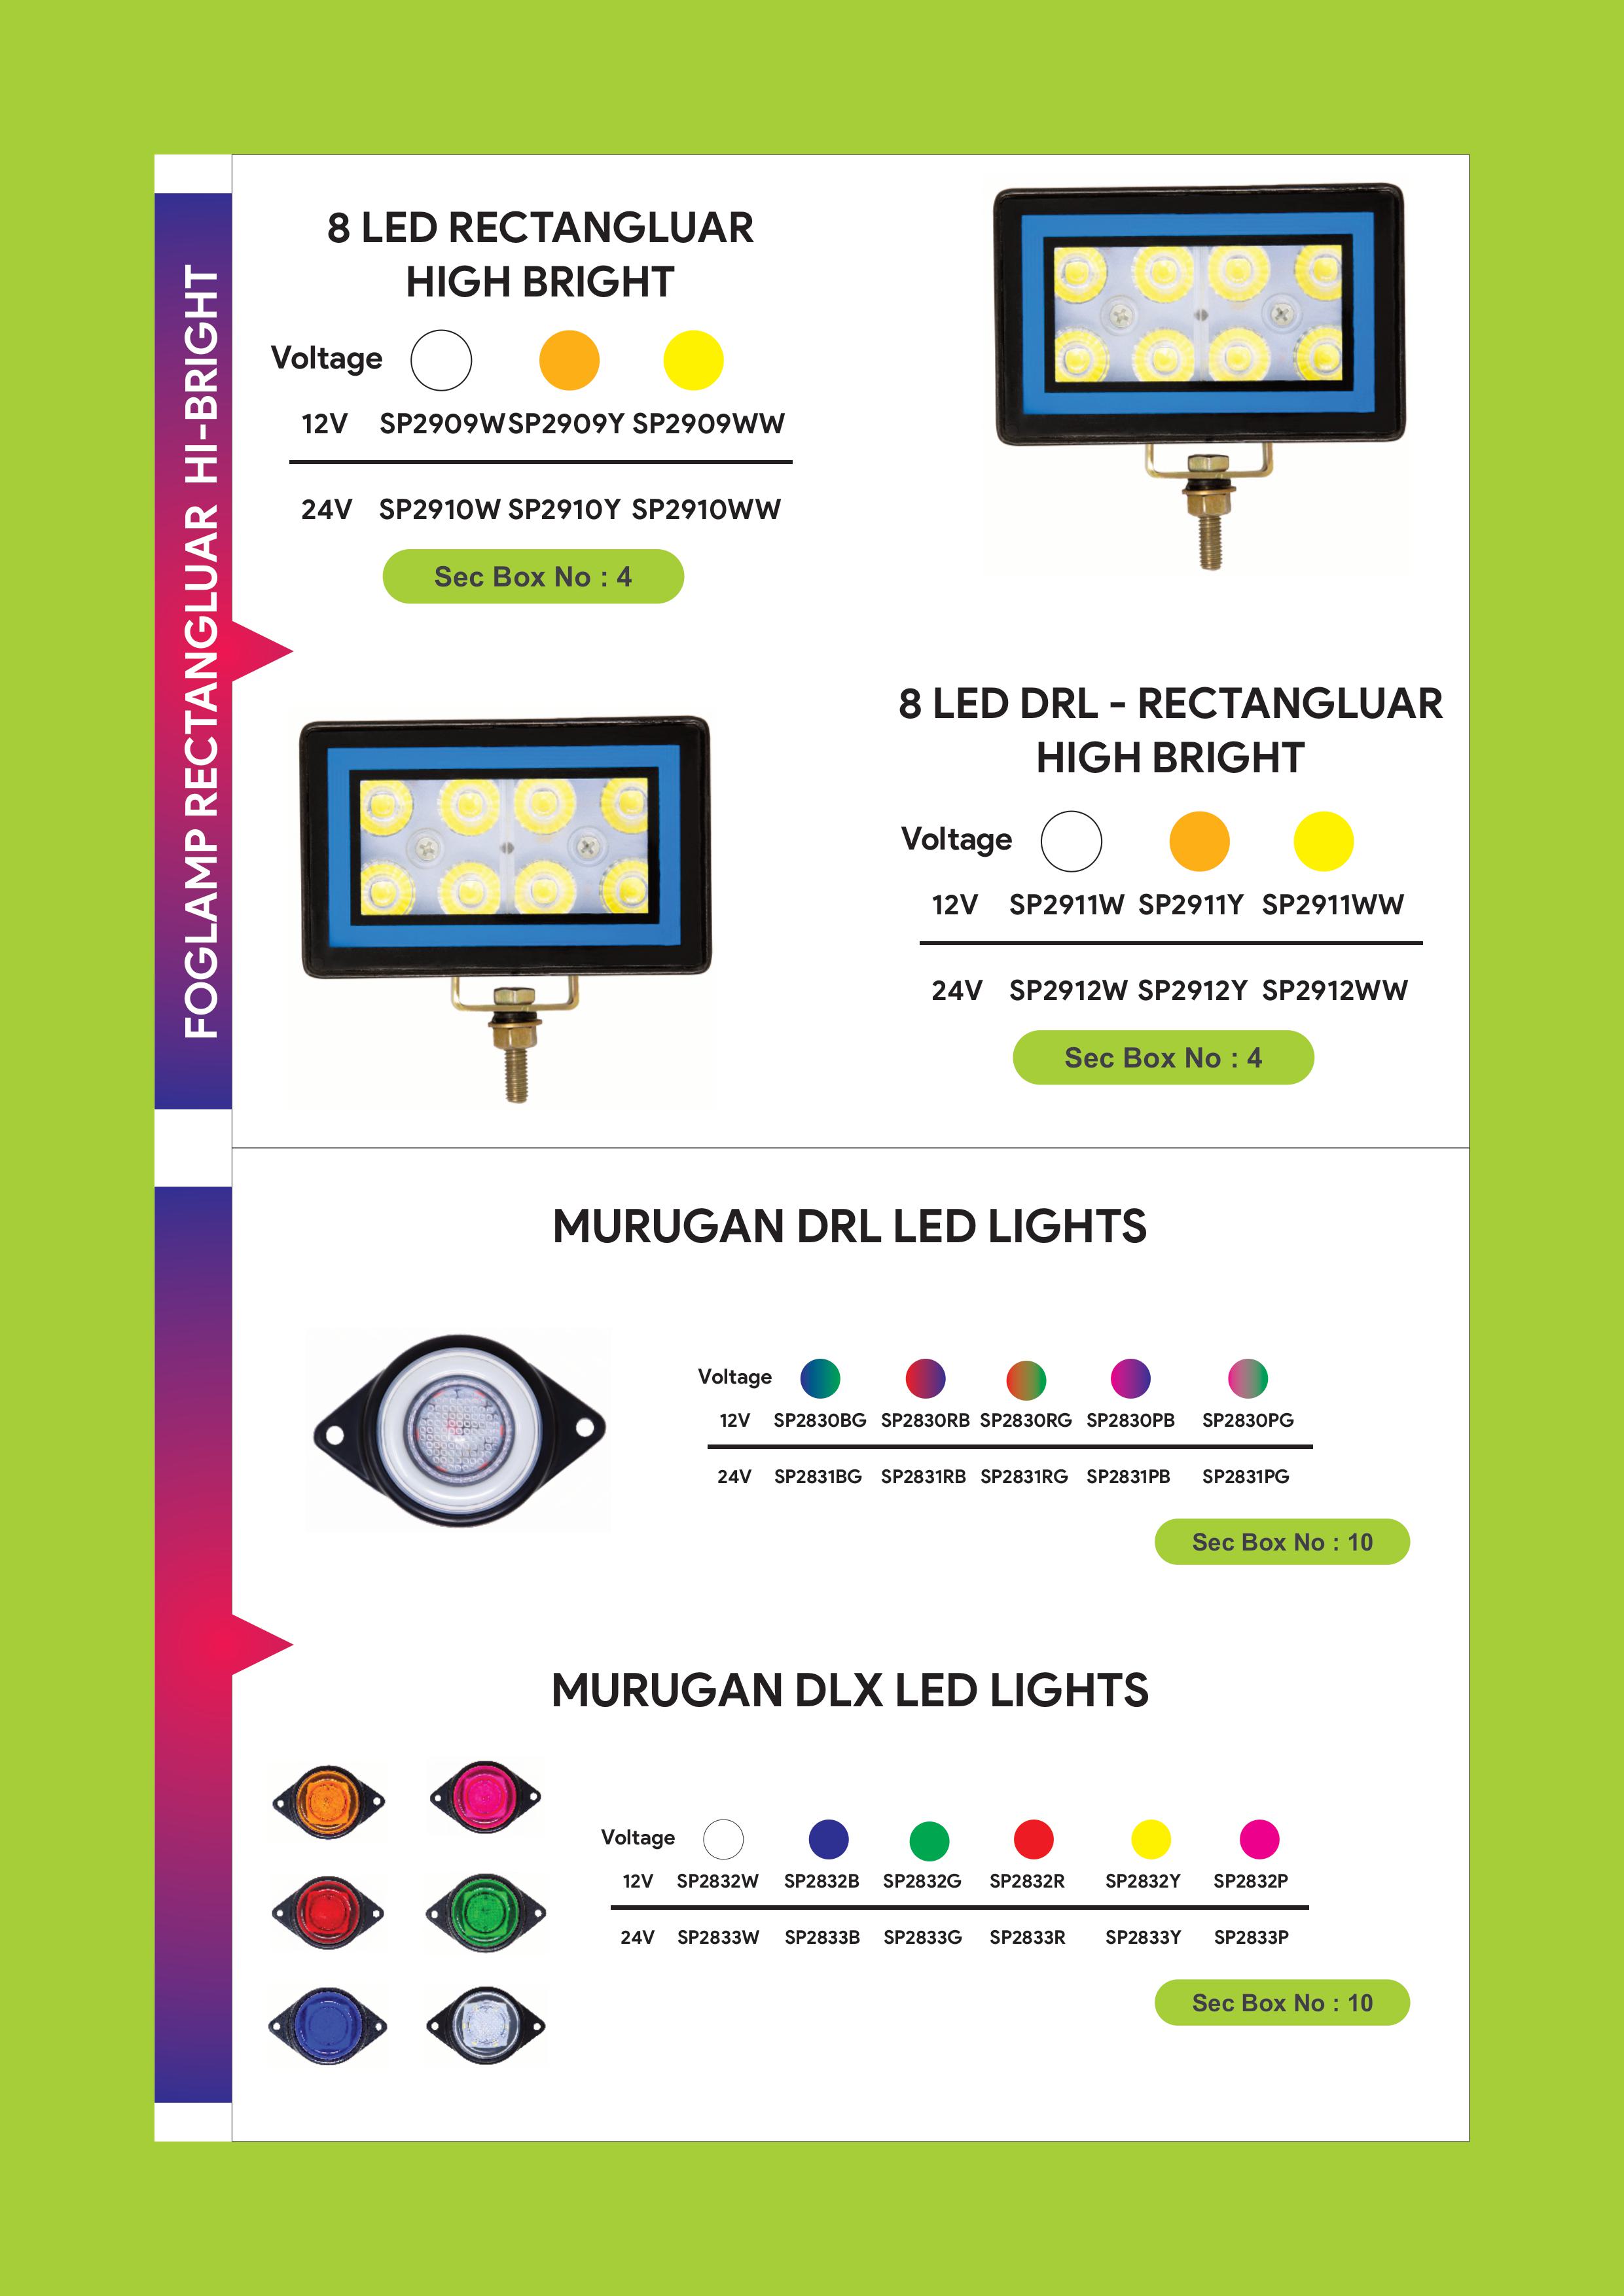 FOGLAMP RECTANGLUAR HI-BRIGHT
8 LED RECTANGLUAR
HIGH BRIGHT
Voltage
12V SP2909W SP2909Y SP2909WW
24V SP2910W SP2910Y SP2910WW
Sec Box No : 4
8 LED DRL - RECTANGLUAR
HIGH BRIGHT
Voltage
12V SP2911W SP2911Y SP2911WW
24V SP2912W SP2912Y SP2912WW
Sec Box No : 4
MURUGAN DRL LED LIGHTS
Voltage
12V SP2830BG SP2830RB SP2830RG SP2830PB SP2830PG
24V SP2831BG SP2831RB SP2831RG SP2831PB SP2831PG
Sec Box No : 10
MURUGAN DLX LED LIGHTS
Voltage
12V SP2832W SP2832B SP2832G SP2832R SP2832Y SP2832P
24V SP2833W SP2833B SP2833G SP2833R SP2833Y SP2833P
Sec Box No : 10